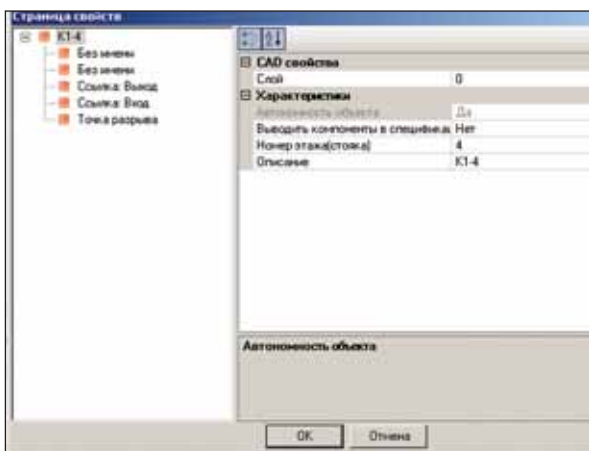 Страница свойств
К1-4
Без имени
Без имени
Ссылка: Выход
Ссылка: Вход
Точка разрыва
CAD свойства
Слой 0
Характеристики
Автономность объекта Да
Выводить компоненты в специфика Нет
Номер этажа(стояка) 4
Описание К1-4
Автономность объекта
OK Отмена